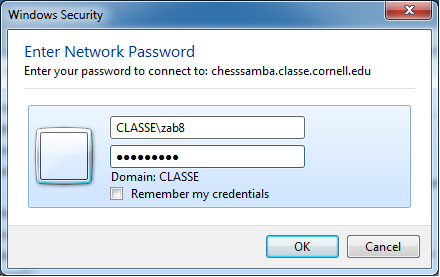 Windows Security
Enter Network Password
Enter your password to connect to: chesssamba.classe.cornell.edu
CLASSE\zab8
●●●●●●●●●
Domain: CLASSE
Remember my credentials
OK
Cancel